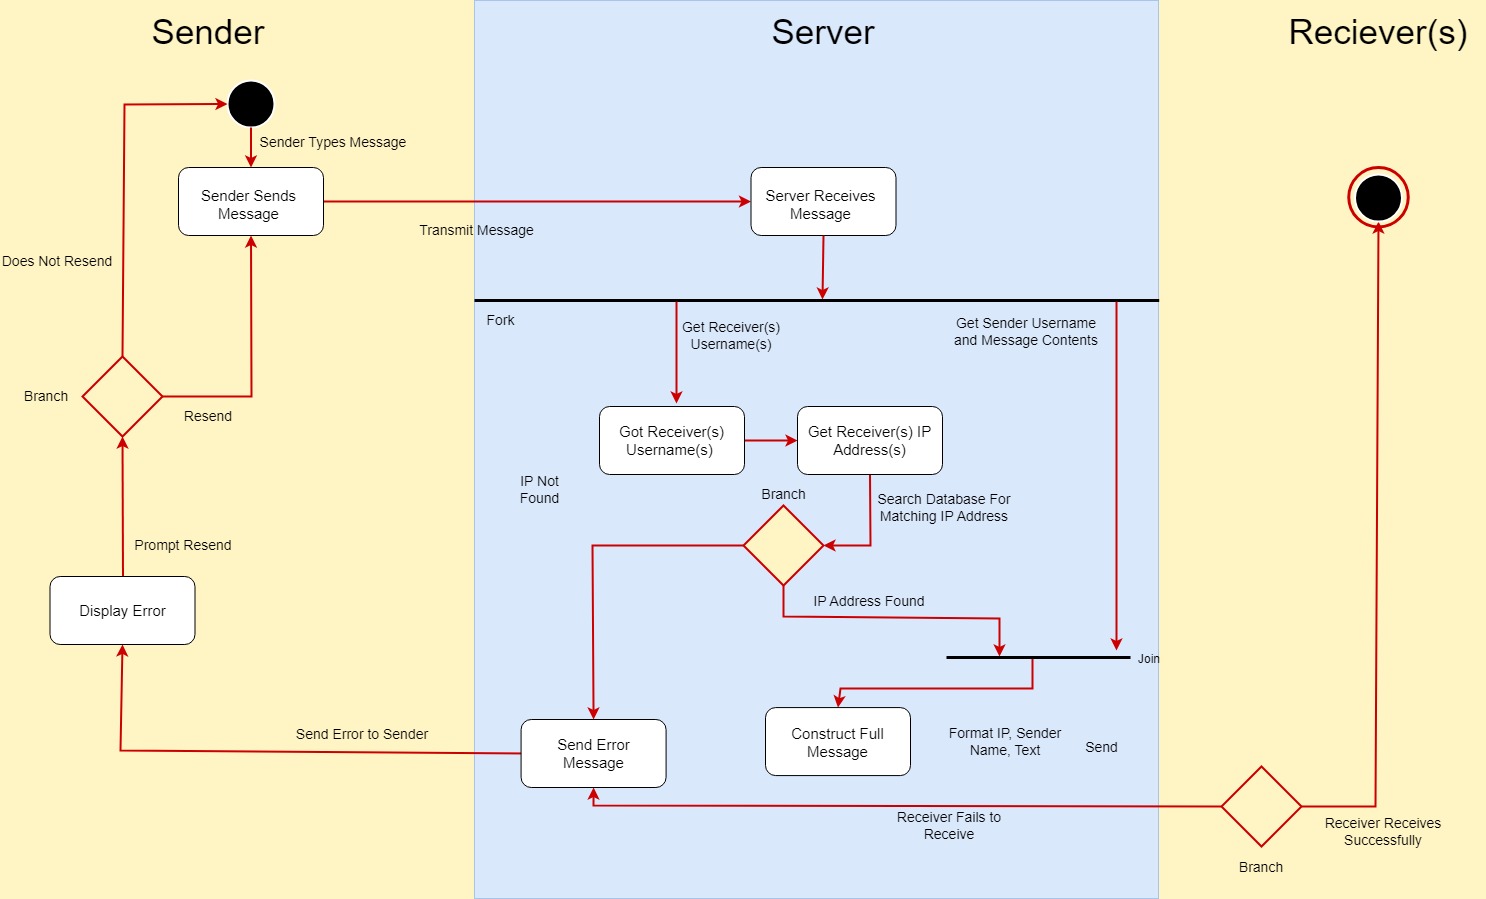 Sender
Server
Reciever(s)
Sender Types Message
Sender Sends
Message
Server Receives
Message
Transmit Message
Does Not Resend
Fork
Get Receiver(s)
Username(s)
Get Sender Username
and Message Contents
Branch
Resend
Got Receiver(s)
Username(s)
Get Receiver(s) IP
Address(s)
IP Not
Found
Branch
Search Database For
Matching IP Address
Prompt Resend
Display Error
IP Address Found
Join
Send Error to Sender
Send Error
Message
Construct Full
Message
Format IP, Sender
Name, Text
Send
Receiver Fails to
Receive
Receiver Receives
Successfully
Branch